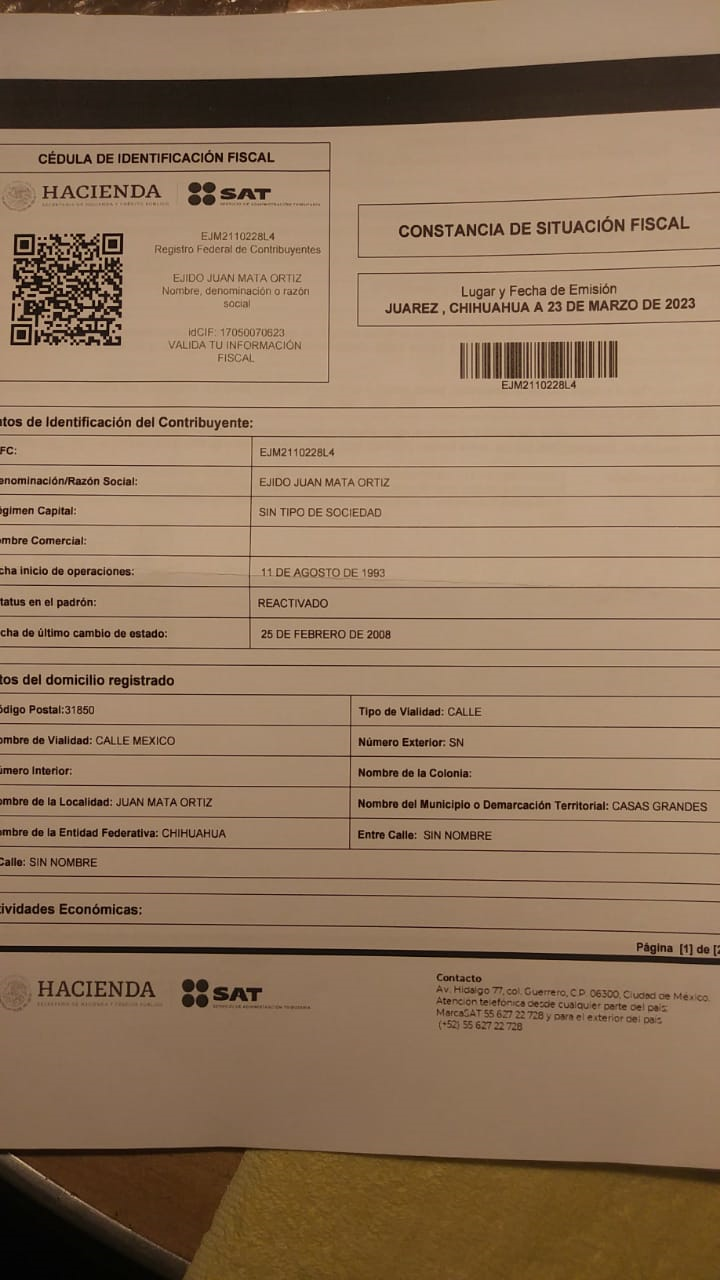 CÉDULA DE IDENTIFICACIÓN FISCAL
HACIENDA
SECRETARÍA DE HACIENDA Y CRÉDITO PÚBLICO
SAT
SERVICIO DE ADMINISTRACIÓN TRIBUTARIA
EJM2110228L4
Registro Federal de Contribuyentes
EJIDO JUAN MATA ORTIZ
Nombre, denominación o razón
social
idCIF: 17050070623
VALIDA TU INFORMACIÓN
FISCAL
CONSTANCIA DE SITUACIÓN FISCAL
Lugar y Fecha de Emisión
JUAREZ , CHIHUAHUA A 23 DE MARZO DE 2023
EJM2110228L4
tos de Identificación del Contribuyente:
FC: EJM2110228L4
enominación/Razón Social: EJIDO JUAN MATA ORTIZ
égimen Capital: SIN TIPO DE SOCIEDAD
ombre Comercial:
cha inicio de operaciones: 11 DE AGOSTO DE 1993
tatus en el padrón: REACTIVADO
cha de último cambio de estado: 25 DE FEBRERO DE 2008
tos del domicilio registrado
ódigo Postal:31850 Tipo de Vialidad: CALLE
ombre de Vialidad: CALLE MEXICO Número Exterior: SN
úmero Interior: Nombre de la Colonia:
ombre de la Localidad: JUAN MATA ORTIZ Nombre del Municipio o Demarcación Territorial: CASAS GRANDES
ombre de la Entidad Federativa: CHIHUAHUA Entre Calle: SIN NOMBRE
Calle: SIN NOMBRE
tividades Económicas:
Página [1] de [2
HACIENDA
SECRETARÍA DE HACIENDA Y CRÉDITO PÚBLICO
SAT
SERVICIO DE ADMINISTRACIÓN TRIBUTARIA
Contacto
Av. Hidalgo 77, col. Guerrero, C.P. 06300, Ciudad de México.
Atención telefónica desde cualquier parte del país:
MarcaSAT 55 627 22 728 y para el exterior del país
(+52) 55 627 22 728